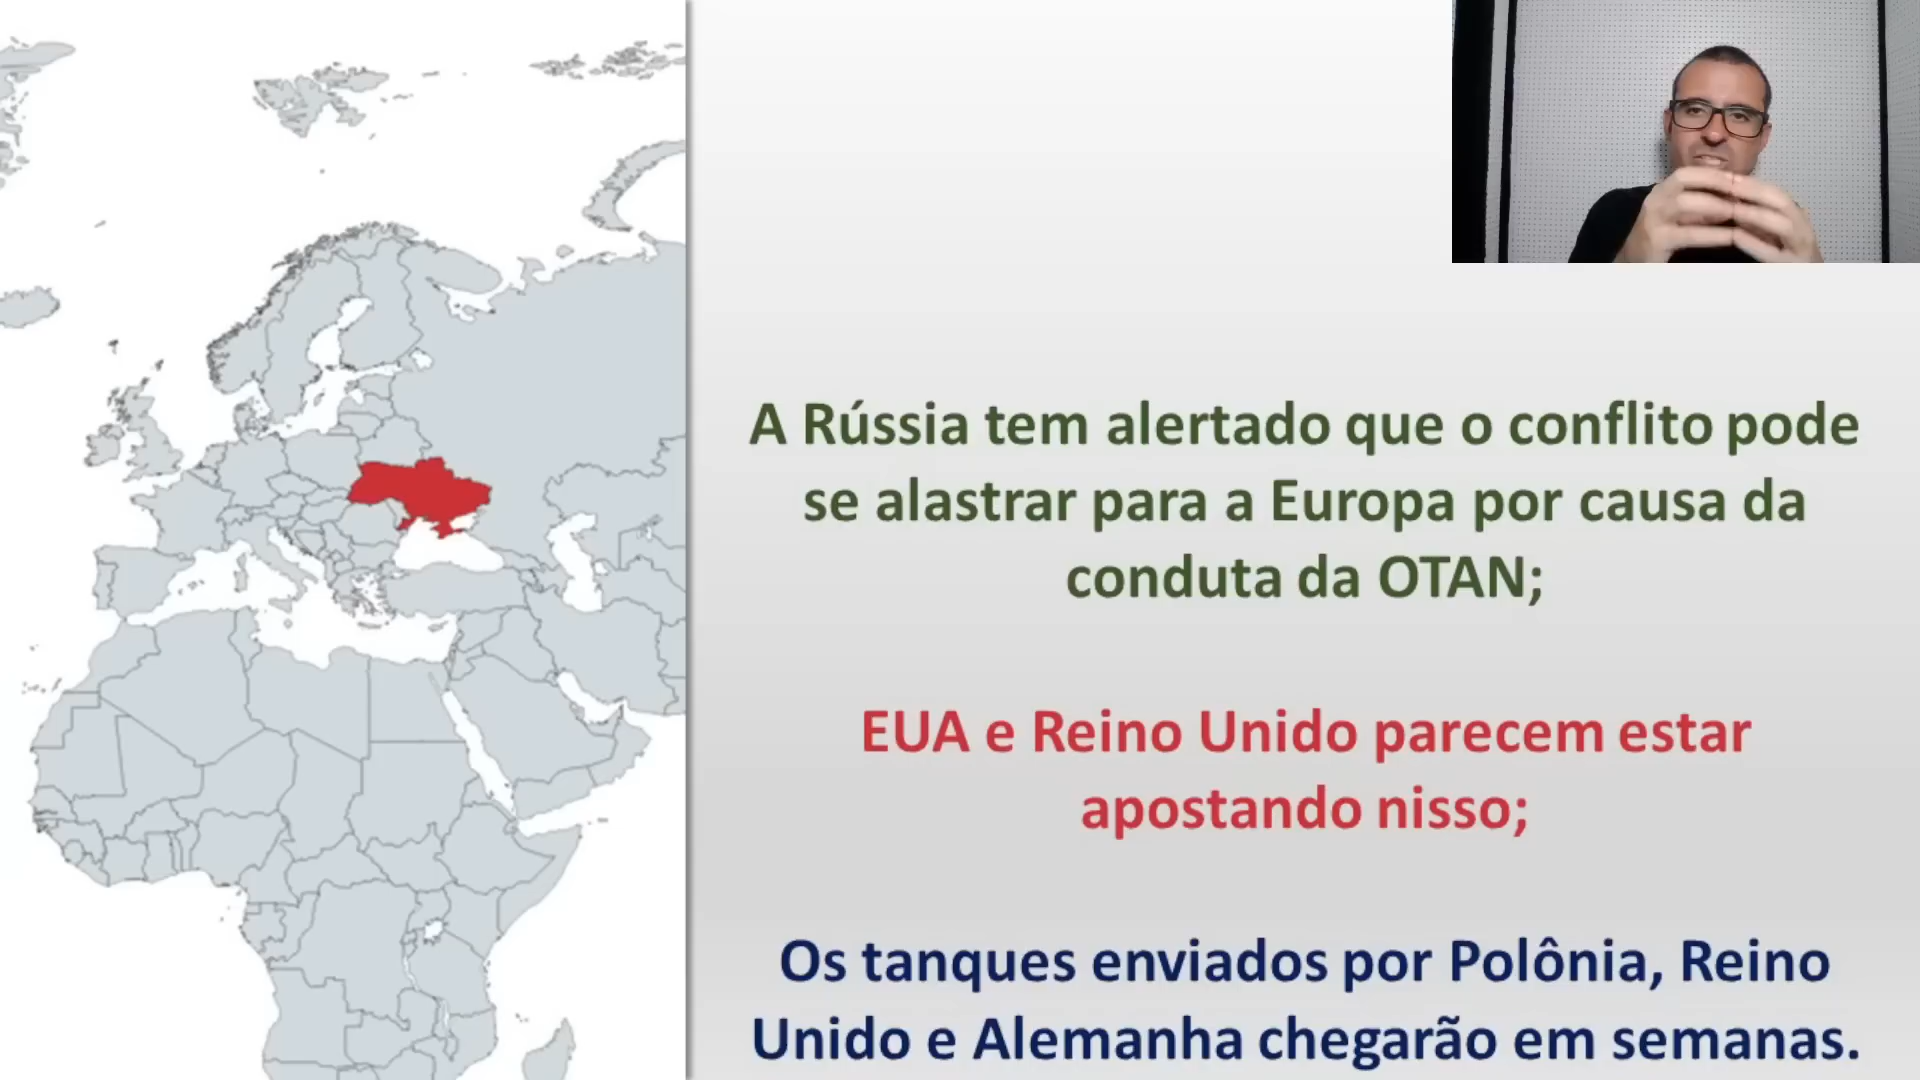 A Rússia tem alertado que o conflito pode
se alastrar para a Europa por causa da
conduta da OTAN;
EUA e Reino Unido parecem estar
apostando nisso;
Os tanques enviados por Polônia, Reino
Unido e Alemanha chegarão em semanas.